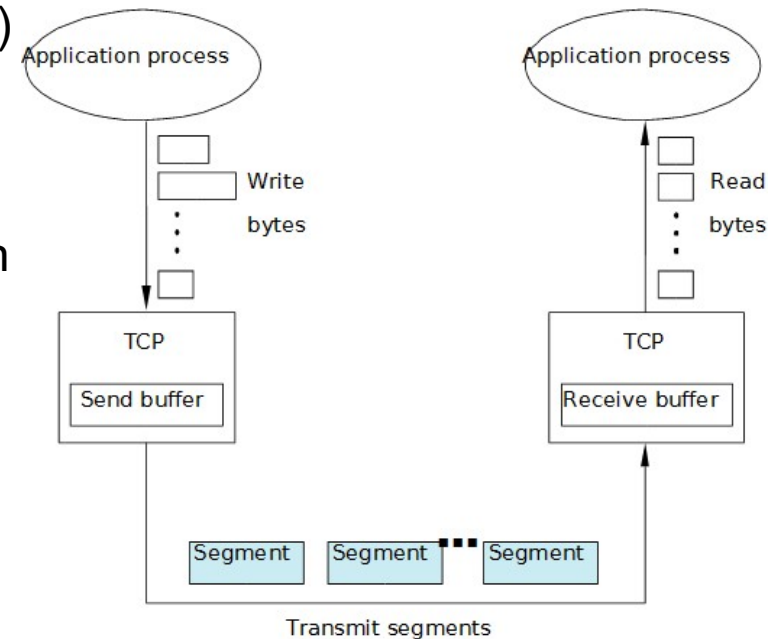 )
Application process
Application process
Write
bytes
Read
bytes
n
TCP
Send buffer
TCP
Receive buffer
Segment
Segment
Segment
Transmit segments